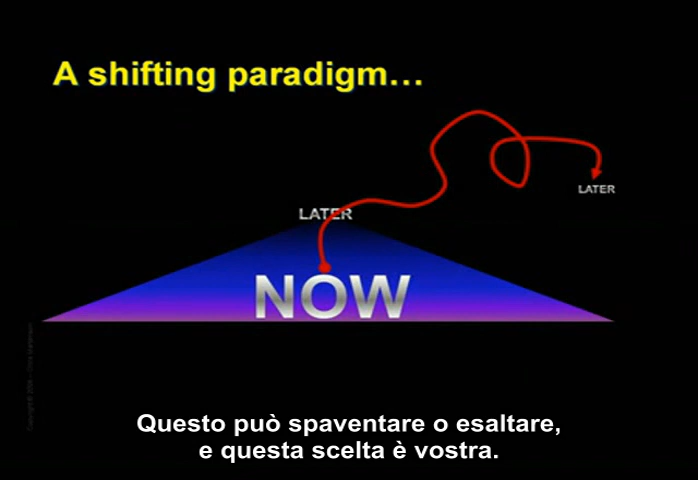 A shifting paradigm...
LATER
LATER
NOW
Questo può spaventare o esaltare,
e questa scelta è vostra.